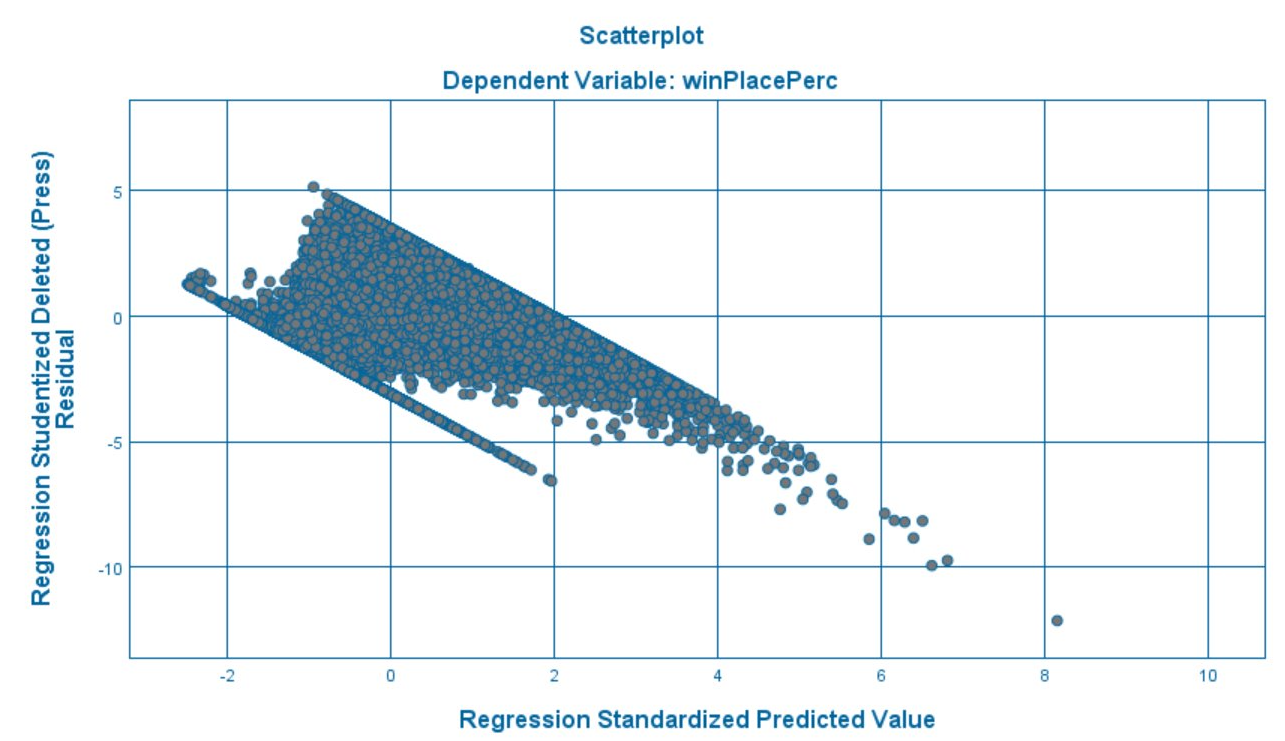 Scatterplot
Dependent Variable: winPlacePerc
Regression Studentized Deleted (Press)
Residual
5
0
-5
-10
-2
0
2
4
6
8
10
Regression Standardized Predicted Value